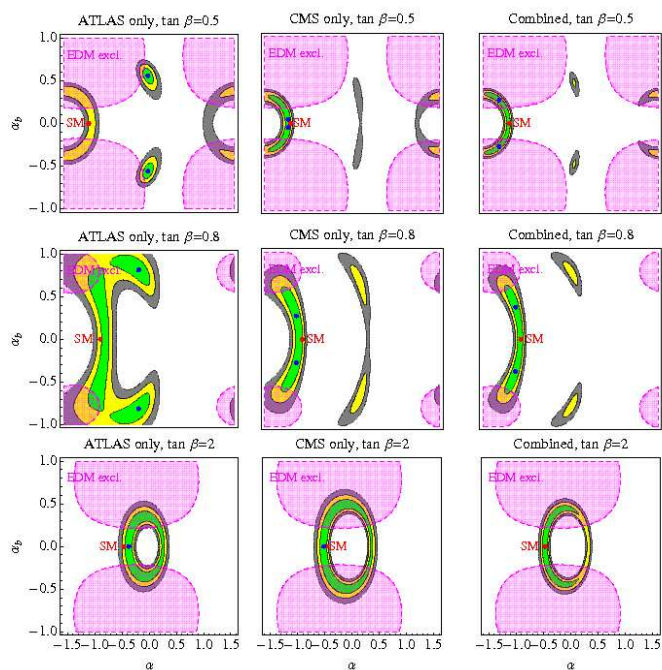 ATLAS only, tan β=0.5 CMS only, tan β=0.5 Combined, tan β=0.5
1.0
EDM excl.
0.5
α_b 0.0 SM SM SM
−0.5
−1.0
ATLAS only, tan β=0.8 CMS only, tan β=0.8 Combined, tan β=0.8
1.0
EDM excl. EDM excl. EDM excl.
0.5
α_b 0.0 SM SM SM
−0.5
−1.0
ATLAS only, tan β=2 CMS only, tan β=2 Combined, tan β=2
1.0
EDM excl. EDM excl. EDM excl.
0.5
α_b 0.0 SM SM SM
−0.5
−1.0
−1.5 −1.0 −0.5 0.0 0.5 1.0 1.5 −1.5 −1.0 −0.5 0.0 0.5 1.0 1.5 −1.5 −1.0 −0.5 0.0 0.5 1.0 1.5
α α α